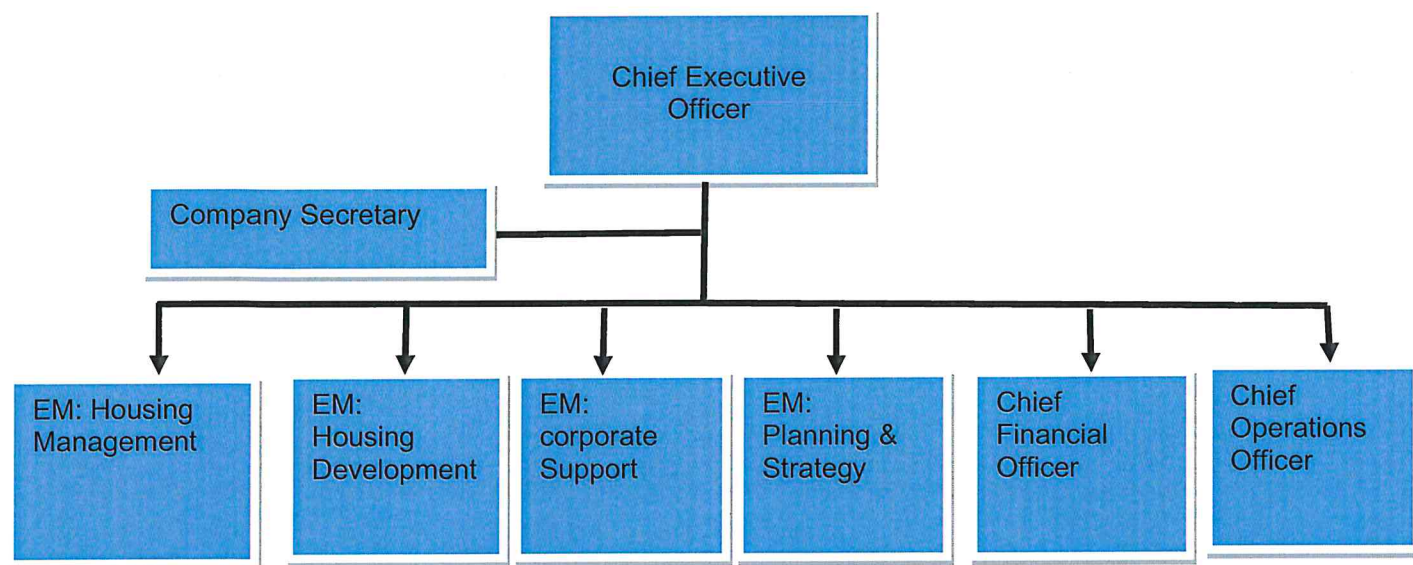 Chief Executive
Officer
Company Secretary
EM: Housing
Management
EM:
Housing
Development
EM:
corporate
Support
EM:
Planning &
Strategy
Chief
Financial
Officer
Chief
Operations
Officer